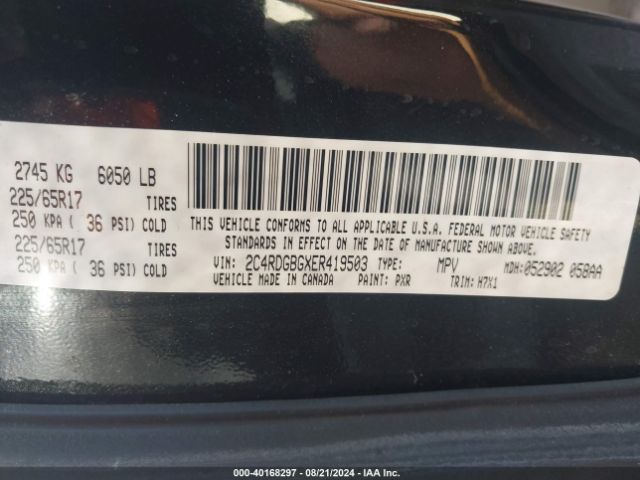 2745 KG 6050 LB
225/65R17 TIRES
250 KPA ( 36 PSI) COLD
225/65R17 TIRES
250 KPA ( 36 PSI) COLD
THIS VEHICLE CONFORMS TO ALL APPLICABLE U.S.A. FEDERAL MOTOR VEHICLE SAFETY
STANDARDS IN EFFECT ON THE DATE OF MANUFACTURE SHOWN ABOVE.
VIN: 2C4RDGBGXER419503 TYPE: MPV MDH:052902 058AA
VEHICLE MADE IN CANADA PAINT: PXR TRIM: H7X1
000-40168297 - 08/21/2024 - IAA Inc.